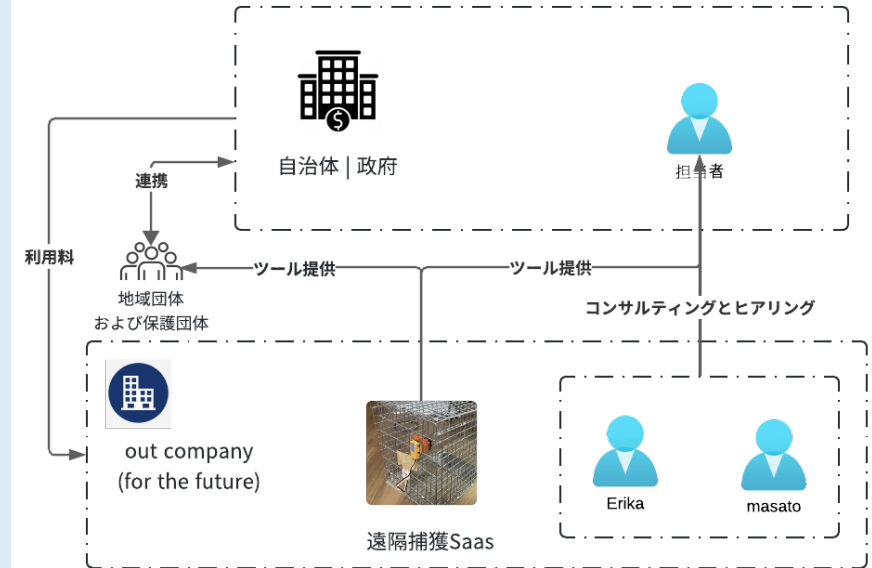 自治体 | 政府
担当者
連携
利用料
ツール提供
ツール提供
地域団体
および保護団体
コンサルティングとヒアリング
out company
(for the future)
遠隔捕獲Saas
Erika
masato